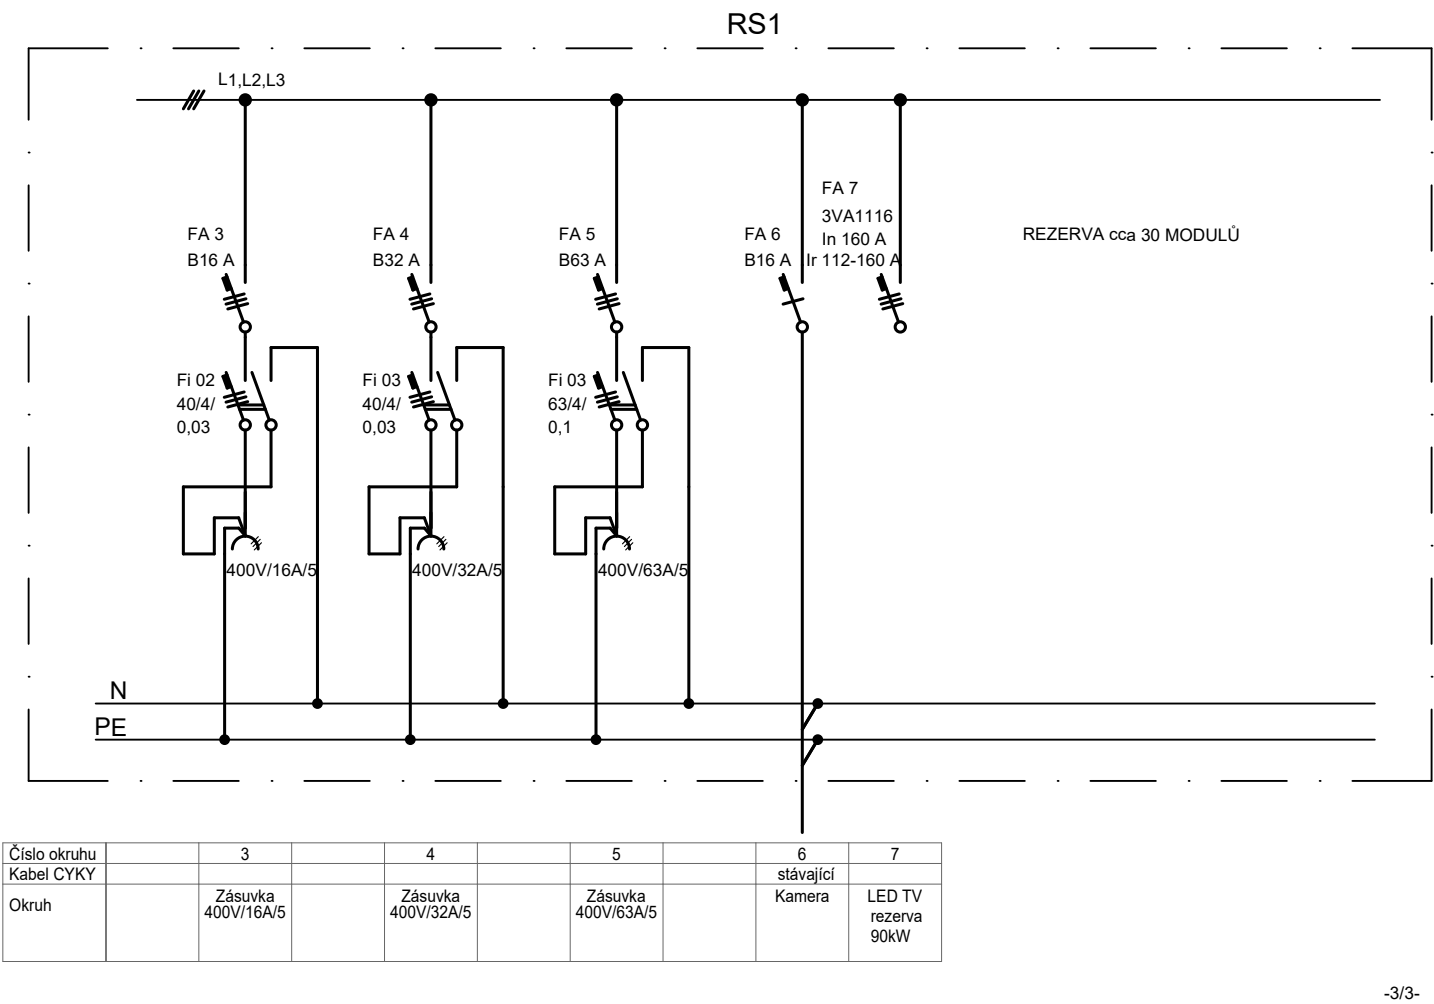 RS1
L1,L2,L3
FA 3
B16 A
FA 4
B32 A
FA 5
B63 A
FA 6
B16 A
FA 7
3VA1116
In 160 A
Ir 112-160 A
REZERVA cca 30 MODULŮ
Fi 02
40/4/
0,03
Fi 03
40/4/
0,03
Fi 03
63/4/
0,1
400V/16A/5
400V/32A/5
400V/63A/5
N
PE
Číslo okruhu 3 4 5 6 7
Kabel CYKY stávající
Okruh
Zásuvka
400V/16A/5
Zásuvka
400V/32A/5
Zásuvka
400V/63A/5
Kamera
LED TV
rezerva
90kW
-3/3-